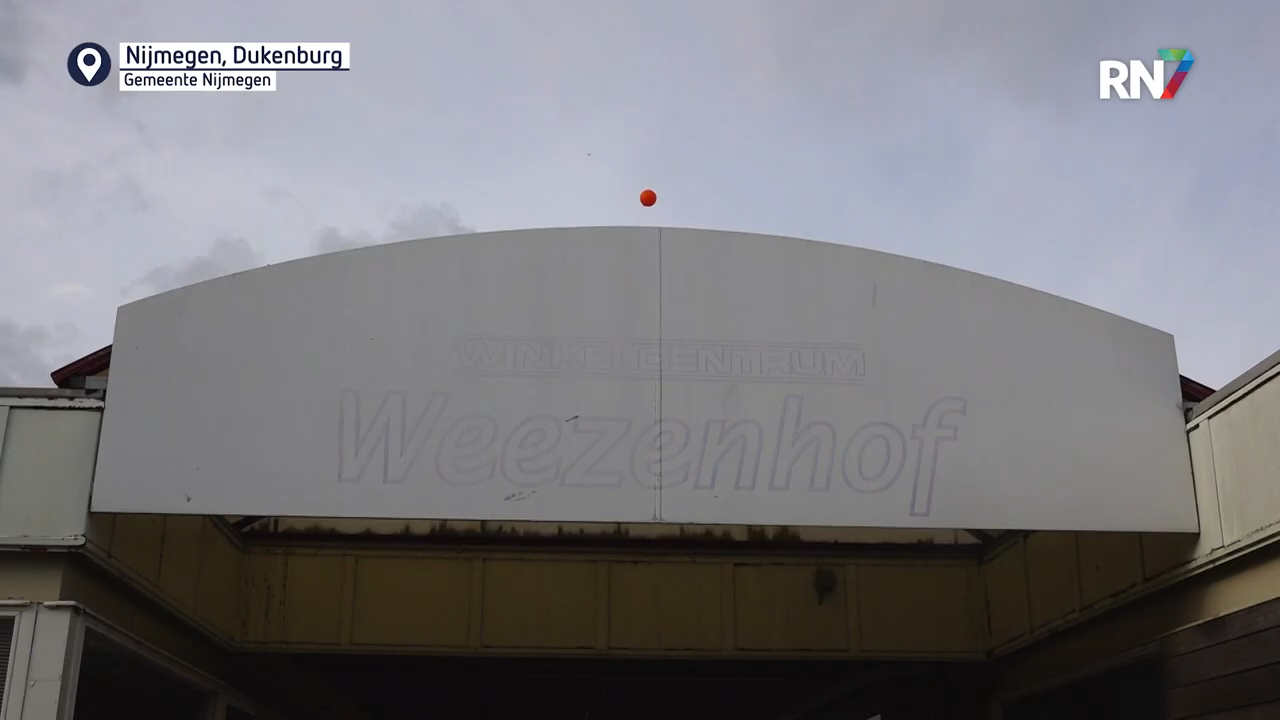 Nijmegen, Dukenburg
Gemeente Nijmegen
RN7
WINKELCENTRUM
Weezenhof